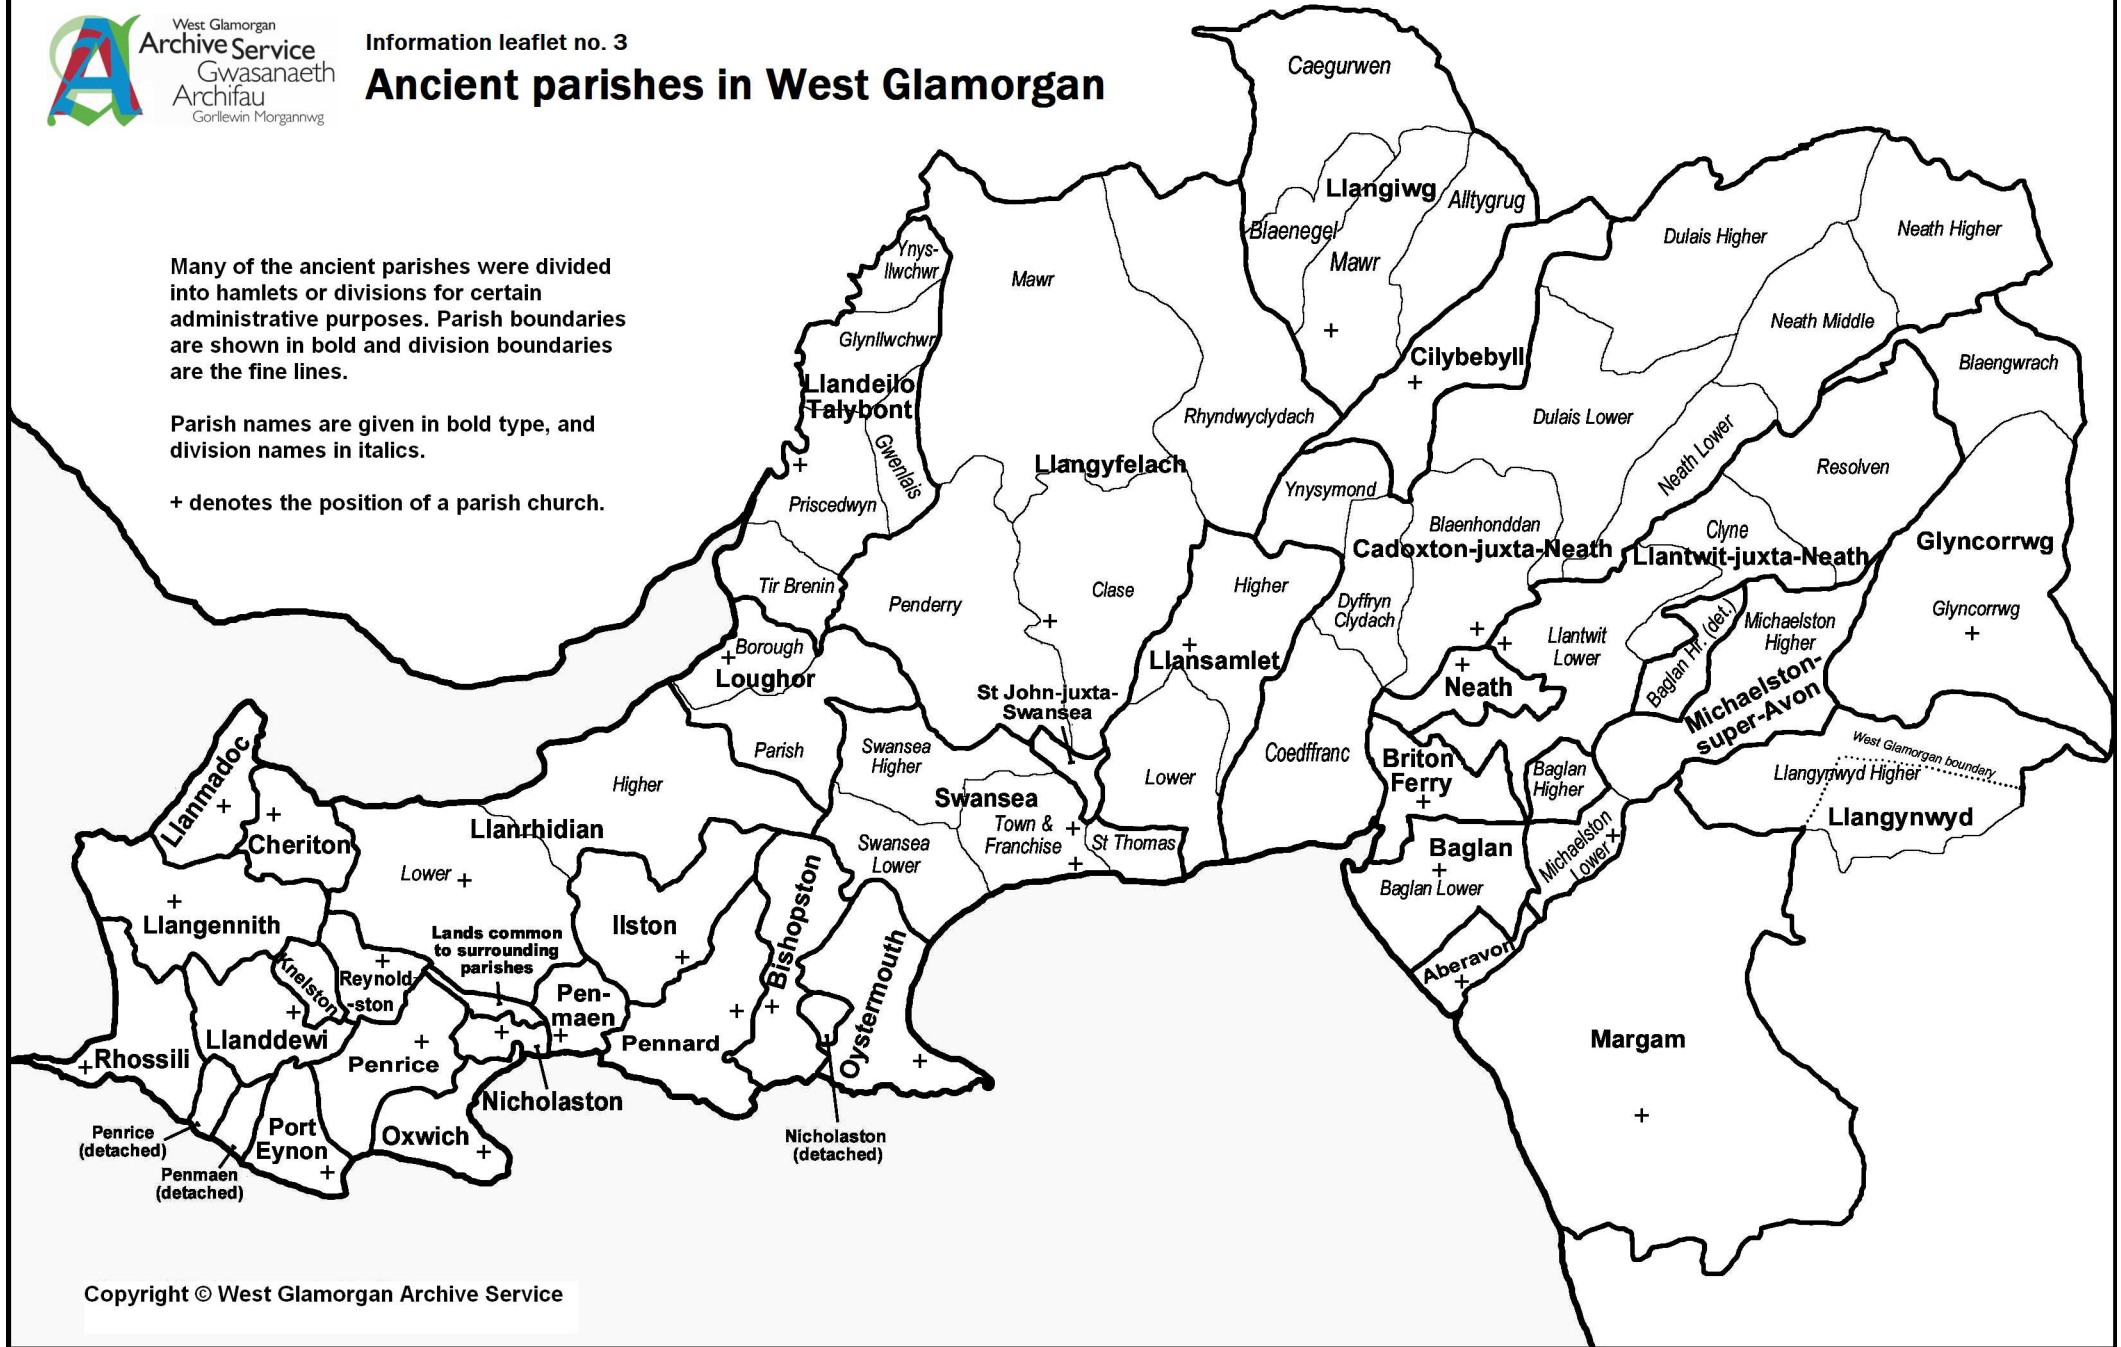 West Glamorgan
Archive Service
Gwasanaeth
Archifau
Gorllewin Morgannwg
Information leaflet no. 3
Ancient parishes in West Glamorgan
Many of the ancient parishes were divided
into hamlets or divisions for certain
administrative purposes. Parish boundaries
are shown in bold and division boundaries
are the fine lines.
Parish names are given in bold type, and
division names in italics.
+ denotes the position of a parish church.
Caegurwen
Llangiwg
Alltygrug
Blaenegel
Mawr
Dulais Higher
Neath Higher
Neath Middle
Blaengwrach
Ynys-
llwchwr
Mawr
Glynllwchwr
Llandeilo
Talybont
Gwenlais
Priscedwyn
Rhyndwyclydach
Cilybebyll
Dulais Lower
Neath Lower
Resolven
Llangyfelach
Ynysymond
Blaenhonddan
Cadoxton-juxta-Neath
Clyne
Llantwit-juxta-Neath
Glyncorrwg
Glyncorrwg
Tir Brenin
Penderry
Clase
Higher
Dyffryn
Clydach
Llantwit
Lower
Baglan Hr. (det.)
Michaelston
Higher
Michaelston-
super-Avon
Borough
Loughor
Llansamlet
Neath
St John-juxta-
Swansea
Parish
Swansea
Higher
Lower
Coedffranc
Briton
Ferry
Baglan
Higher
West Glamorgan boundary
Llangynwyd Higher
Llangynwyd
Higher
Swansea
Town &
Franchise
St Thomas
Swansea
Lower
Baglan
Baglan Lower
Michaelston
Lower
Aberavon
Margam
Llanmadoc
Cheriton
Llanrhidian
Lower
Llangennith
Lands common
to surrounding
parishes
Ilston
Bishopston
Oystermouth
Knelston
Reynold-
-ston
Pen-
maen
Llanddewi
Penrice
Pennard
Rhossili
Nicholaston
Port
Eynon
Oxwich
Penrice
(detached)
Penmaen
(detached)
Nicholaston
(detached)
Copyright © West Glamorgan Archive Service